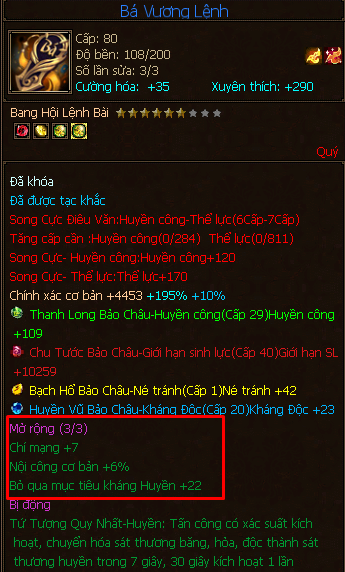 Bá Vương Lệnh
Cấp: 80
Độ bền: 108/200
Số lần sửa: 3/3
Cường hóa: +35 Xuyên thích: +290
Bang Hội Lệnh Bài
Quý
Đã khóa
Đã được tạc khắc
Song Cực Điêu Văn:Huyền công-Thể lực(6Cấp-7Cấp)
Tăng cấp cần :Huyền công(0/284) Thể lực(0/811)
Song Cực- Huyền công:Huyền công+120
Song Cực- Thể lực:Thể lực+170
Chính xác cơ bản +4453 +195% +10%
Thanh Long Bảo Châu-Huyền công(Cấp 29)Huyền công
+109
Chu Tước Bảo Châu-Giới hạn sinh lực(Cấp 40)Giới hạn SL
+10259
Bạch Hổ Bảo Châu-Né tránh(Cấp 1)Né tránh +42
Huyền Vũ Bảo Châu-Kháng Độc(Cấp 20)Kháng Độc +23
Mở rộng (3/3)
Chí mạng +7
Nội công cơ bản +6%
Bỏ qua mục tiêu kháng Huyền +22
Bị động
Tứ Tượng Quy Nhất-Huyền: Tấn công có xác suất kích
hoạt, chuyển hóa sát thương băng, hỏa, độc thành sát
thương huyền trong 7 giây, 30 giây kích hoạt 1 lần